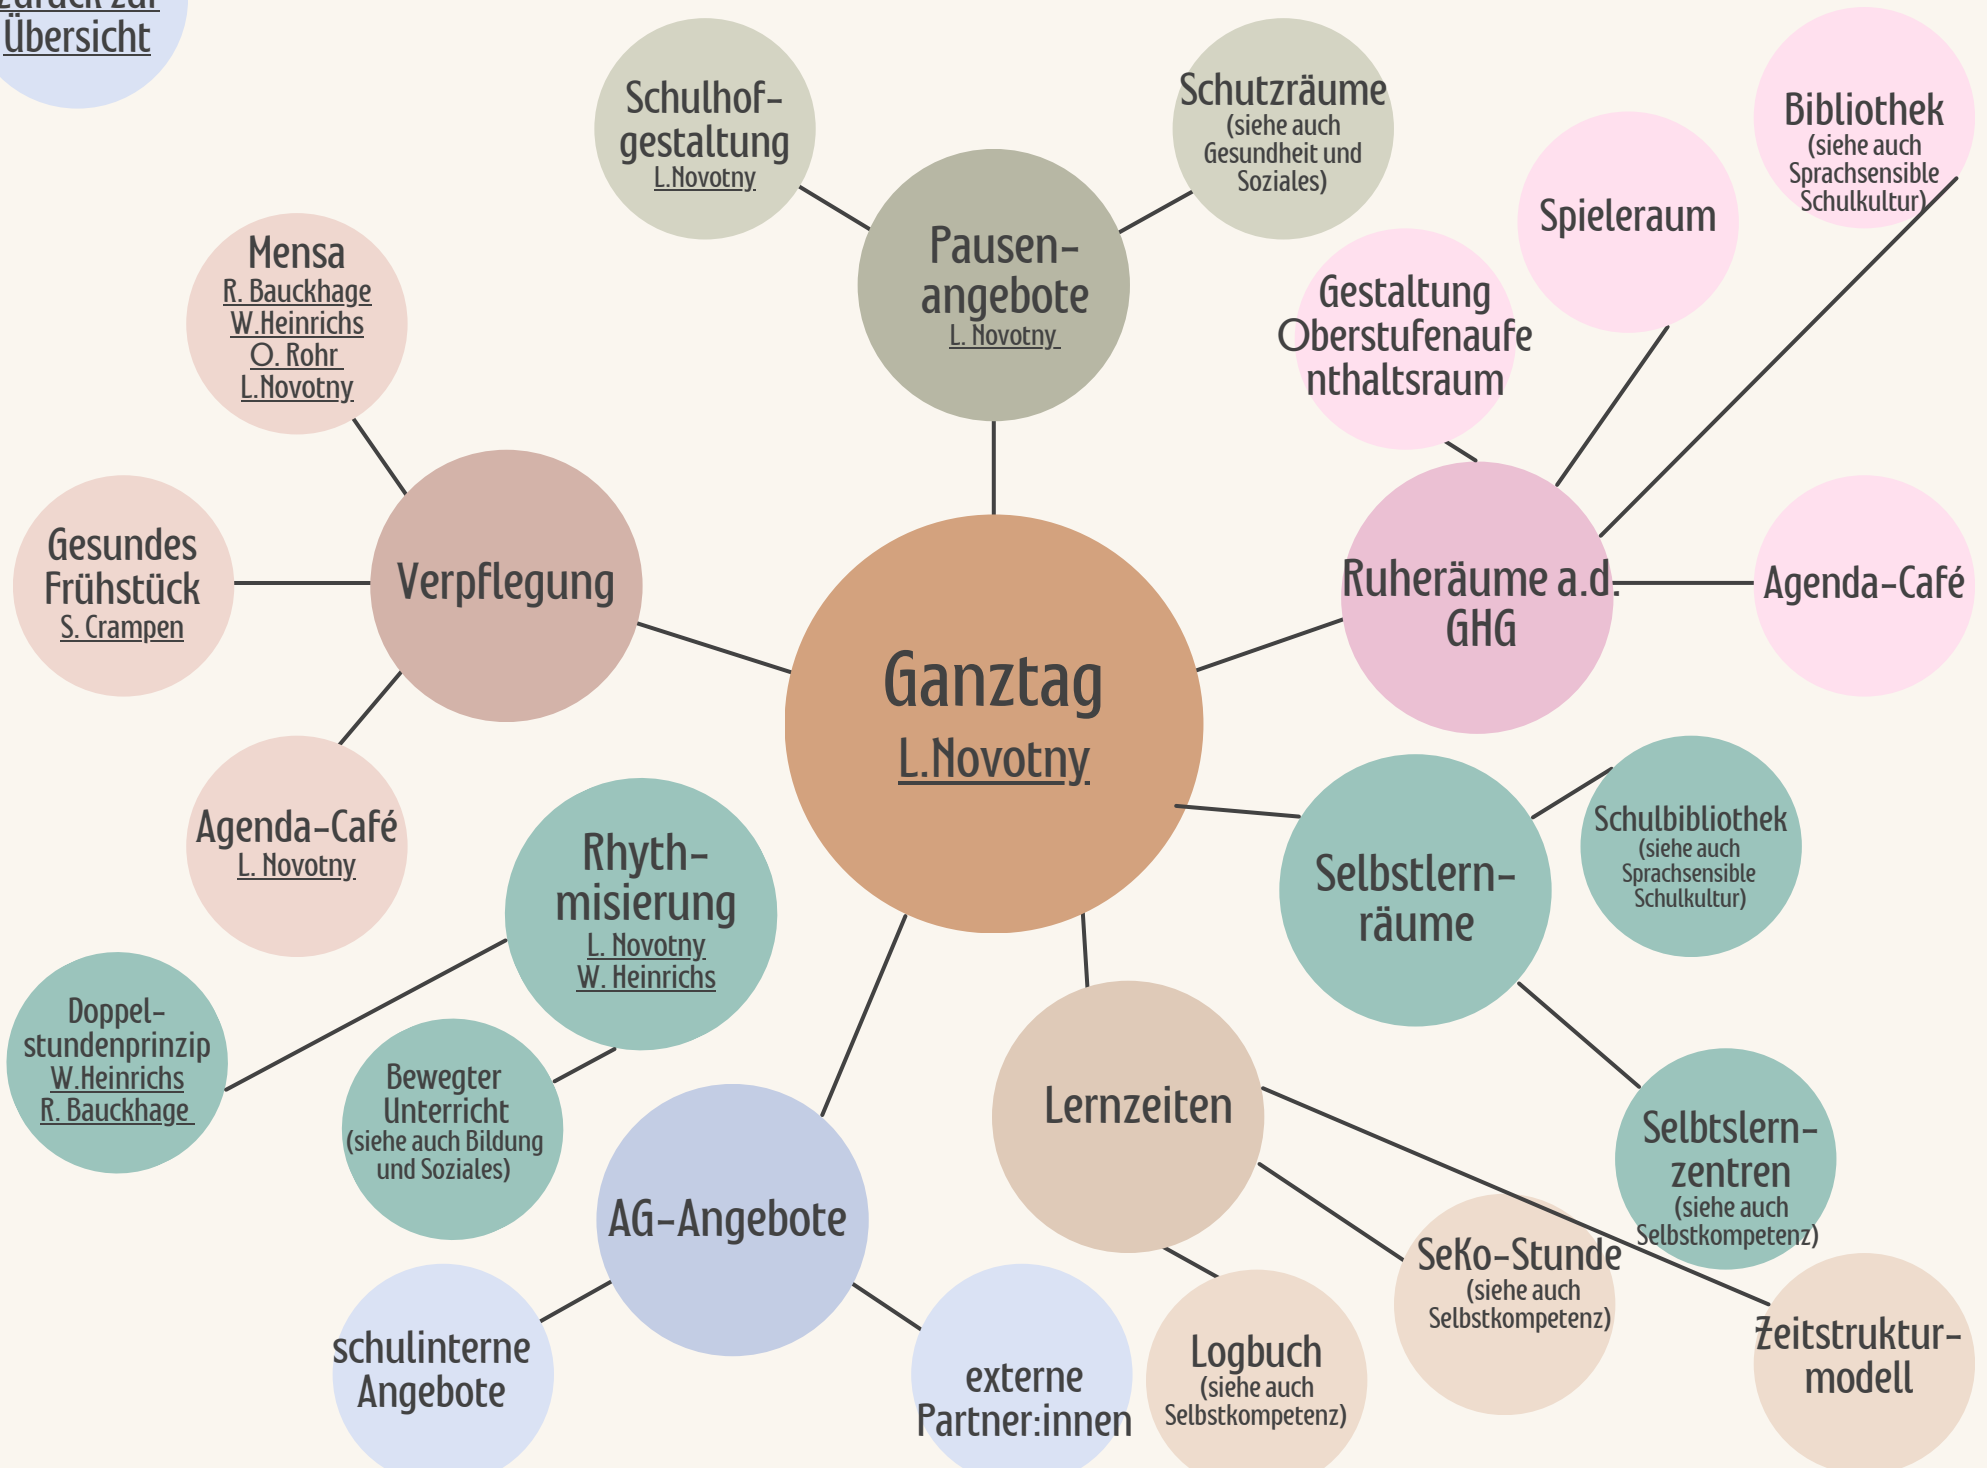 Zurück zur
Übersicht
Schulhof-
gestaltung
L.Novotny
Schutzräume
(siehe auch
Gesundheit und
Soziales)
Bibliothek
(siehe auch
Sprachsensible
Schulkultur)
Spieleraum
Pausen-
angebote
L. Novotny
Mensa
R. Bauckhage
W.Heinrichs
O. Rohr
L.Novotny
Gestaltung
Oberstufenaufe
nthaltsraum
Gesundes
Frühstück
S. Crampen
Verpflegung
Ruheräume a.d.
GHG
Agenda-Café
Ganztag
L.Novotny
Agenda-Café
L. Novotny
Rhyth-
misierung
L. Novotny
W. Heinrichs
Selbstlern-
räume
Schulbibliothek
(siehe auch
Sprachsensible
Schulkultur)
Doppel-
stundenprinzip
W.Heinrichs
R. Bauckhage
Bewegter
Unterricht
(siehe auch Bildung
und Soziales)
Lernzeiten
Selbtslern-
zentren
(siehe auch
Selbstkompetenz)
AG-Angebote
SeKo-Stunde
(siehe auch
Selbstkompetenz)
schulinterne
Angebote
externe
Partner:innen
Logbuch
(siehe auch
Selbstkompetenz)
Zeitstruktur-
modell